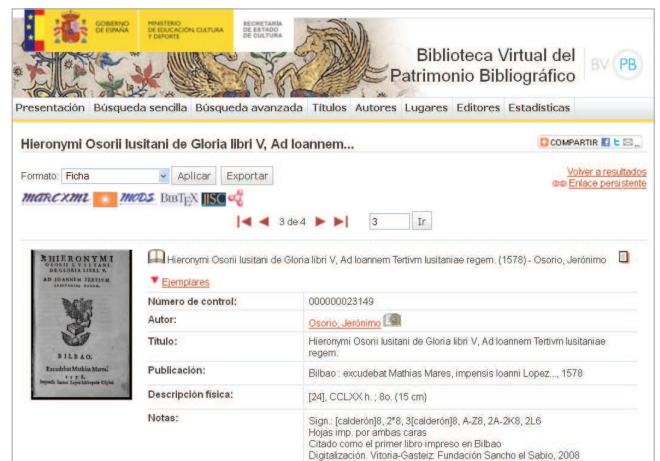 GOBIERNO
DE ESPAÑA
MINISTERIO
DE EDUCACIÓN, CULTURA
Y DEPORTE
SECRETARÍA
DE ESTADO
DE CULTURA
Biblioteca Virtual del
Patrimonio Bibliográfico
BV PB
Presentación Búsqueda sencilla Búsqueda avanzada Títulos Autores Lugares Editores Estadísticas
Hieronymi Osorii lusitani de Gloria libri V, Ad Ioannem...
COMPARTIR
Formato: Ficha Aplicar Exportar
Volver a resultados
Enlace persistente
marcxml mods BibTeX JISC
3 de 4 3 Ir
HIERONYMI
OSORII LVSITANI
DE GLORIA LIBRI V.
AD IOANNEM TERTIVM
BILBAO.
Excudebat Mathias Mares.
1578.
Hieronymi Osorii lusitani de Gloria libri V, Ad Ioannem Tertivm lusitaniae regem. (1578) - Osorio, Jerónimo
Ejemplares
Número de control: 000000023149
Autor: Osorio, Jerónimo
Título: Hieronymi Osorii lusitani de Gloria libri V, Ad Ioannem Tertivm lusitaniae
regem.
Publicación: Bilbao : excudebat Mathias Mares, impensis Ioanni Lopez..., 1578
Descripción física: [24], CCLXX h. ; 8o. (15 cm)
Notas: Sign.: [calderón]8, 2*8, 3[calderón]8, A-Z8, 2A-2K8, 2L6
Hojas imp. por ambas caras
Citado como el primer libro impreso en Bilbao
Digitalización. Vitoria-Gasteiz: Fundación Sancho el Sabio, 2008